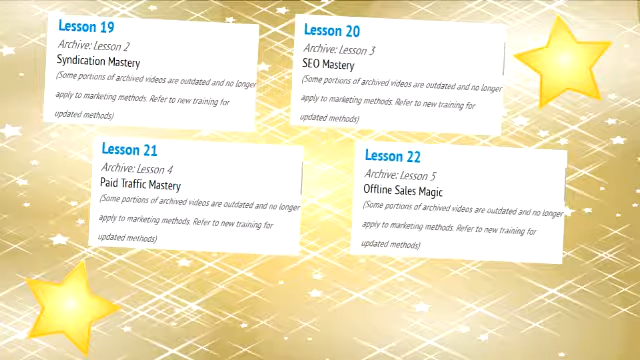 Lesson 19
Archive: Lesson 2
Syndication Mastery
(Some portions of archived videos are outdated and no longer
apply to marketing methods. Refer to new training for
updated methods)
Lesson 20
Archive: Lesson 3
SEO Mastery
(Some portions of archived videos are outdated and no longer
apply to marketing methods. Refer to new training for
updated methods)
Lesson 21
Archive: Lesson 4
Paid Traffic Mastery
(Some portions of archived videos are outdated and no longer
apply to marketing methods. Refer to new training for
updated methods)
Lesson 22
Archive: Lesson 5
Offline Sales Magic
(Some portions of archived videos are outdated and no longer
apply to marketing methods. Refer to new training for
updated methods)